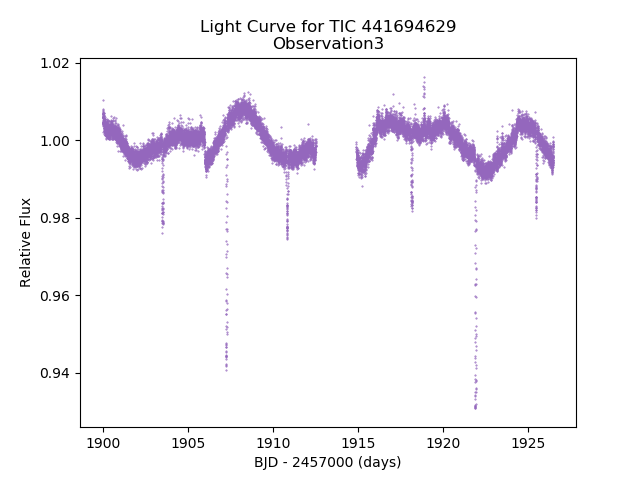 Light Curve for TIC 441694629
Observation3
1.02
1.00
0.98
0.96
0.94
Relative Flux
1900
1905
1910
1915
1920
1925
BJD - 2457000 (days)